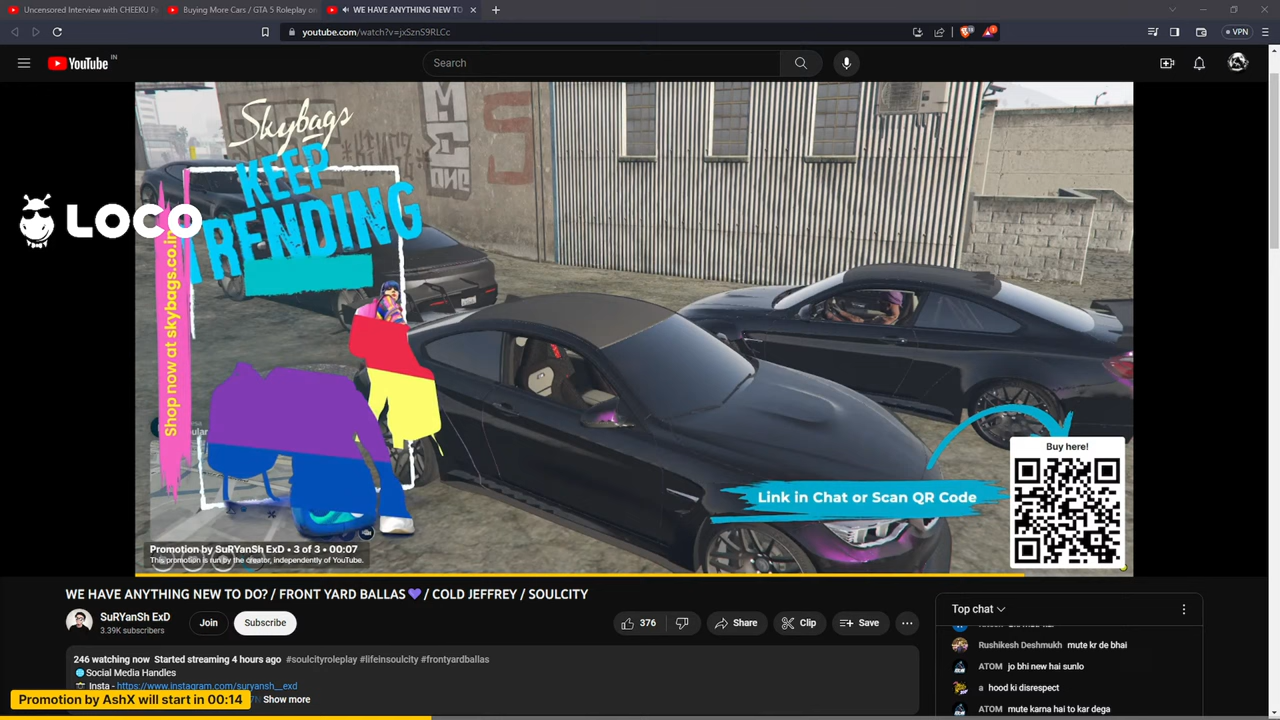 Uncensored Interview with CHEEKU Pa
Buying More Cars / GTA 5 Roleplay on
WE HAVE ANYTHING NEW TO
youtube.com/watch?v=jxSznS9RLCc
VPN
YouTube IN
Search
Skybags
KEEP
TRENDING
LOCO
Shop now at skybags.co.in
Buy here!
Link in Chat or Scan QR Code
Promotion by SuRYanSh ExD • 3 of 3 • 00:07
This promotion is run by the creator, independently of YouTube.
WE HAVE ANYTHING NEW TO DO? / FRONT YARD BALLAS💜/ COLD JEFFREY / SOULCITY
SuRYanSh ExD
3.39K subscribers
Join
Subscribe
376
Share
Clip
Save
Top chat
Rushikesh Deshmukh mute kr de bhai
ATOM jo bhi new hai sunlo
a hood ki disrespect
ATOM mute karna hai to kar dega
246 watching now Started streaming 4 hours ago #soulcityroleplay #lifeinsoulcity #frontyardballas
Social Media Handles
Insta - https://www.instagram.com/suryansh__exd
Show more
Promotion by AshX will start in 00:14